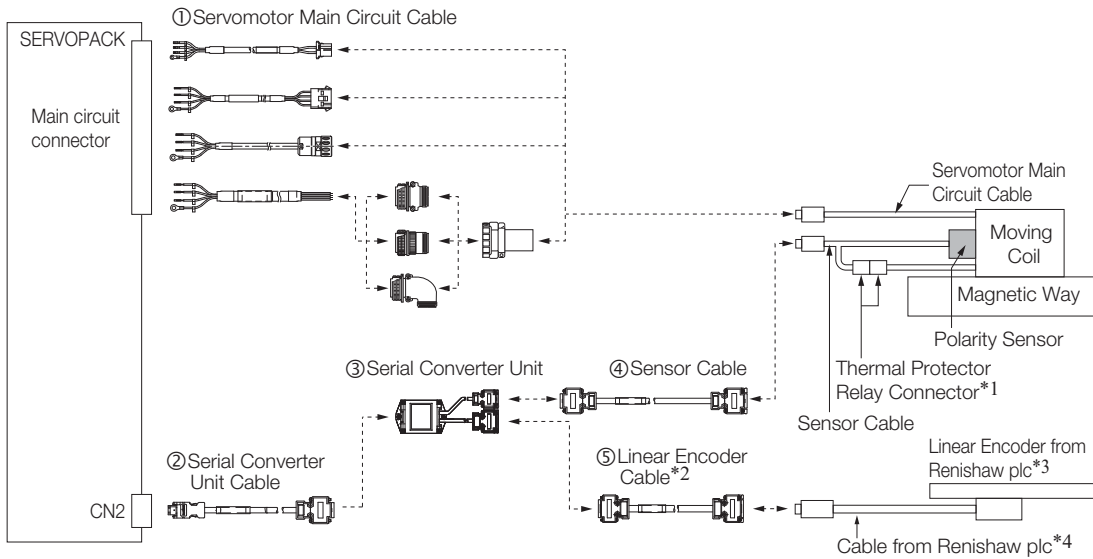 ①Servomotor Main Circuit Cable
SERVOPACK
Main circuit
connector
Servomotor Main
Circuit Cable
Moving
Coil
Magnetic Way
Polarity Sensor
Thermal Protector
Relay Connector*1
Sensor Cable
③Serial Converter Unit
④Sensor Cable
②Serial Converter
Unit Cable
CN2
⑤Linear Encoder
Cable*2
Linear Encoder from
Renishaw plc*3
Cable from Renishaw plc*4